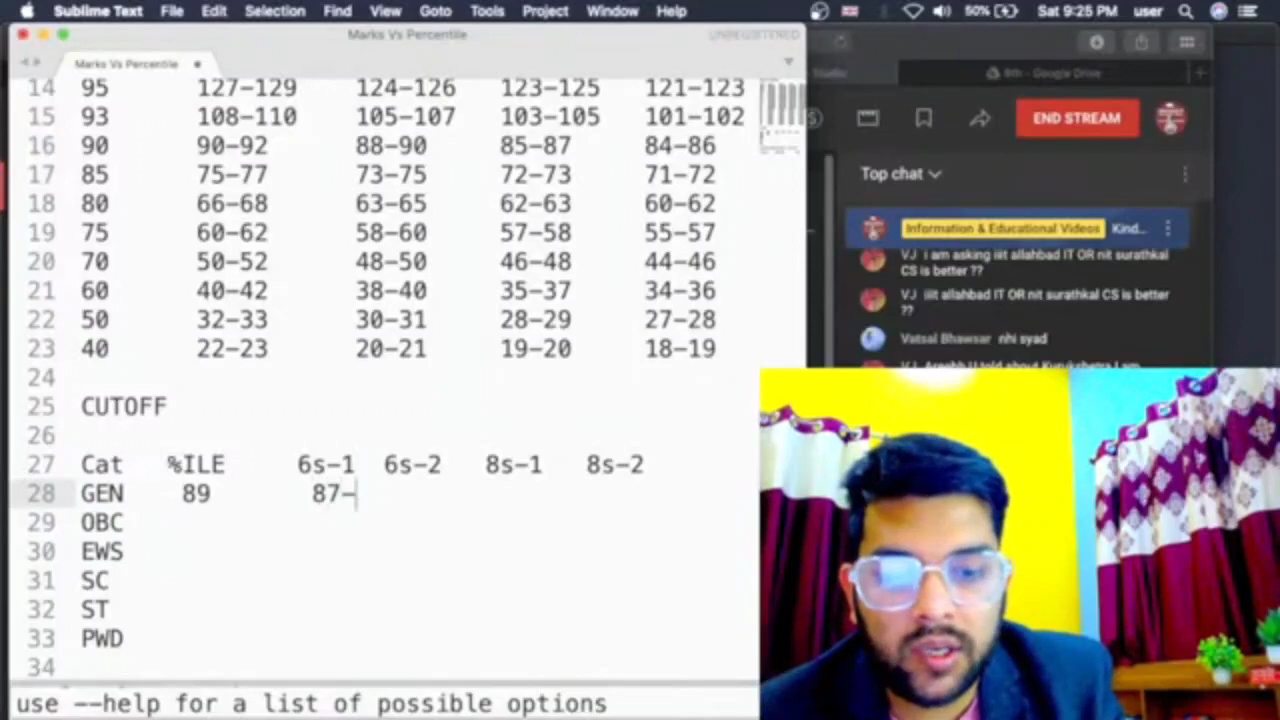 Sublime Text File Edit Selection Find View Goto Tools Project Window Help 50% Sat 9:25 PM user
Marks Vs Percentile UNREGISTERED
Marks Vs Percentile
Studio 8th - Google Drive
14 95 127-129 124-126 123-125 121-123
15 93 108-110 105-107 103-105 101-102
16 90 90-92 88-90 85-87 84-86
17 85 75-77 73-75 72-73 71-72
18 80 66-68 63-65 62-63 60-62
19 75 60-62 58-60 57-58 55-57
20 70 50-52 48-50 46-48 44-46
21 60 40-42 38-40 35-37 34-36
22 50 32-33 30-31 28-29 27-28
23 40 22-23 20-21 19-20 18-19
24
25 CUTOFF
26
27 Cat %ILE 6s-1 6s-2 8s-1 8s-2
28 GEN 89 87-
29 OBC
30 EWS
31 SC
32 ST
33 PWD
34
use --help for a list of possible options
END STREAM
Top chat
Information & Educational Videos Kind...
VJ i am asking iiit allahbad IT OR nit surathkal
CS is better ??
VJ iiit allahbad IT OR nit surathkal CS is better
??
Vatsal Bhawsar nhi syad